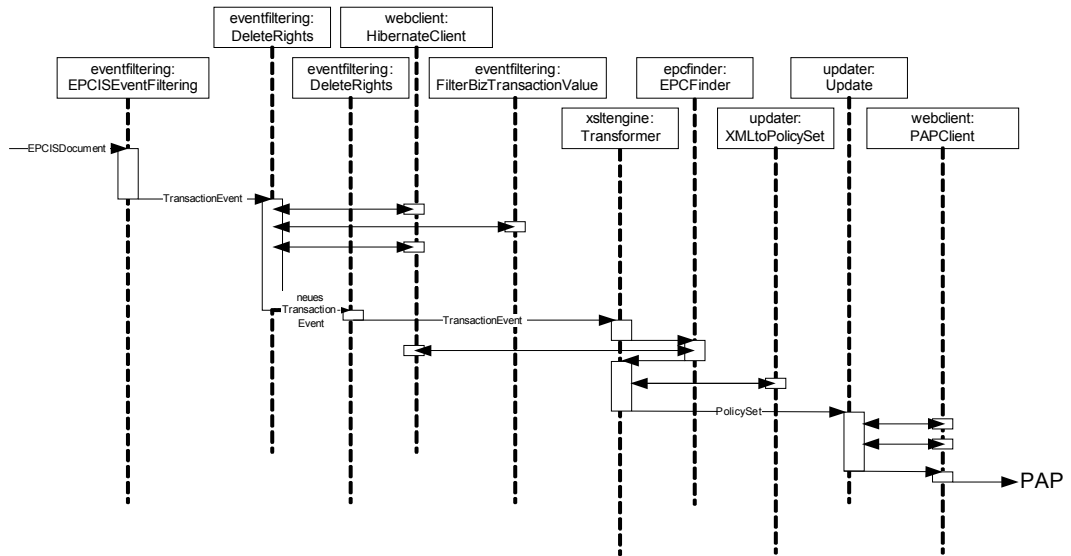 eventfiltering:
DeleteRights
webclient:
HibernateClient
eventfiltering:
EPCISEventFiltering
eventfiltering:
DeleteRights
eventfiltering:
FilterBizTransactionValue
epcfinder:
EPCFinder
updater:
Update
xsltengine:
Transformer
updater:
XMLtoPolicySet
webclient:
PAPClient
EPCISDocument
TransactionEvent
neues
Transaction
Event
TransactionEvent
PolicySet
PAP